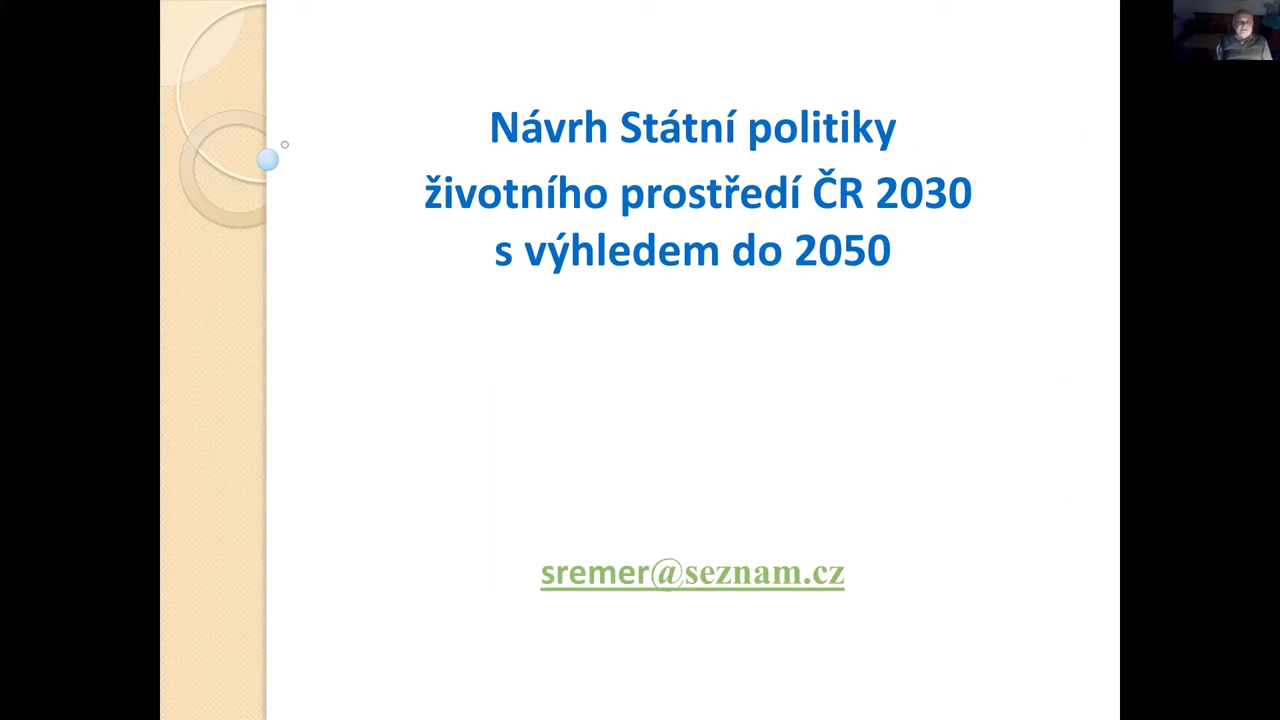 Návrh Státní politiky
životního prostředí ČR 2030
s výhledem do 2050
sremer@seznam.cz